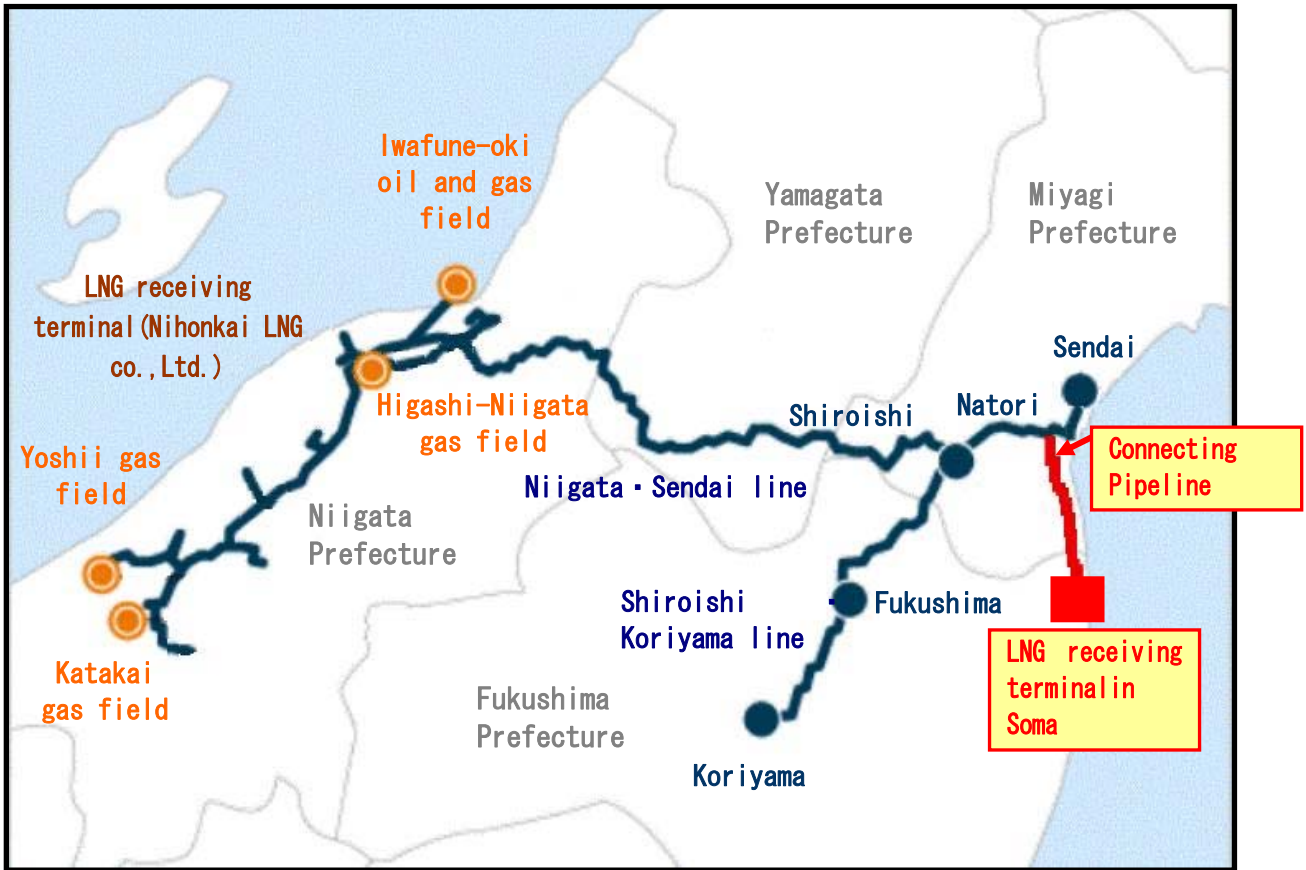 Iwafune-oki
oil and gas
field
Yamagata
Prefecture
Miyagi
Prefecture
LNG receiving
terminal(Nihonkai LNG
co.,Ltd.)
Sendai
Higashi-Niigata
gas field
Shiroishi
Natori
Connecting
Pipeline
Yoshii gas
field
Niigata・Sendai line
Niigata
Prefecture
Shiroishi
Koriyama line
Fukushima
LNG receiving
terminalin
Soma
Katakai
gas field
Fukushima
Prefecture
Koriyama